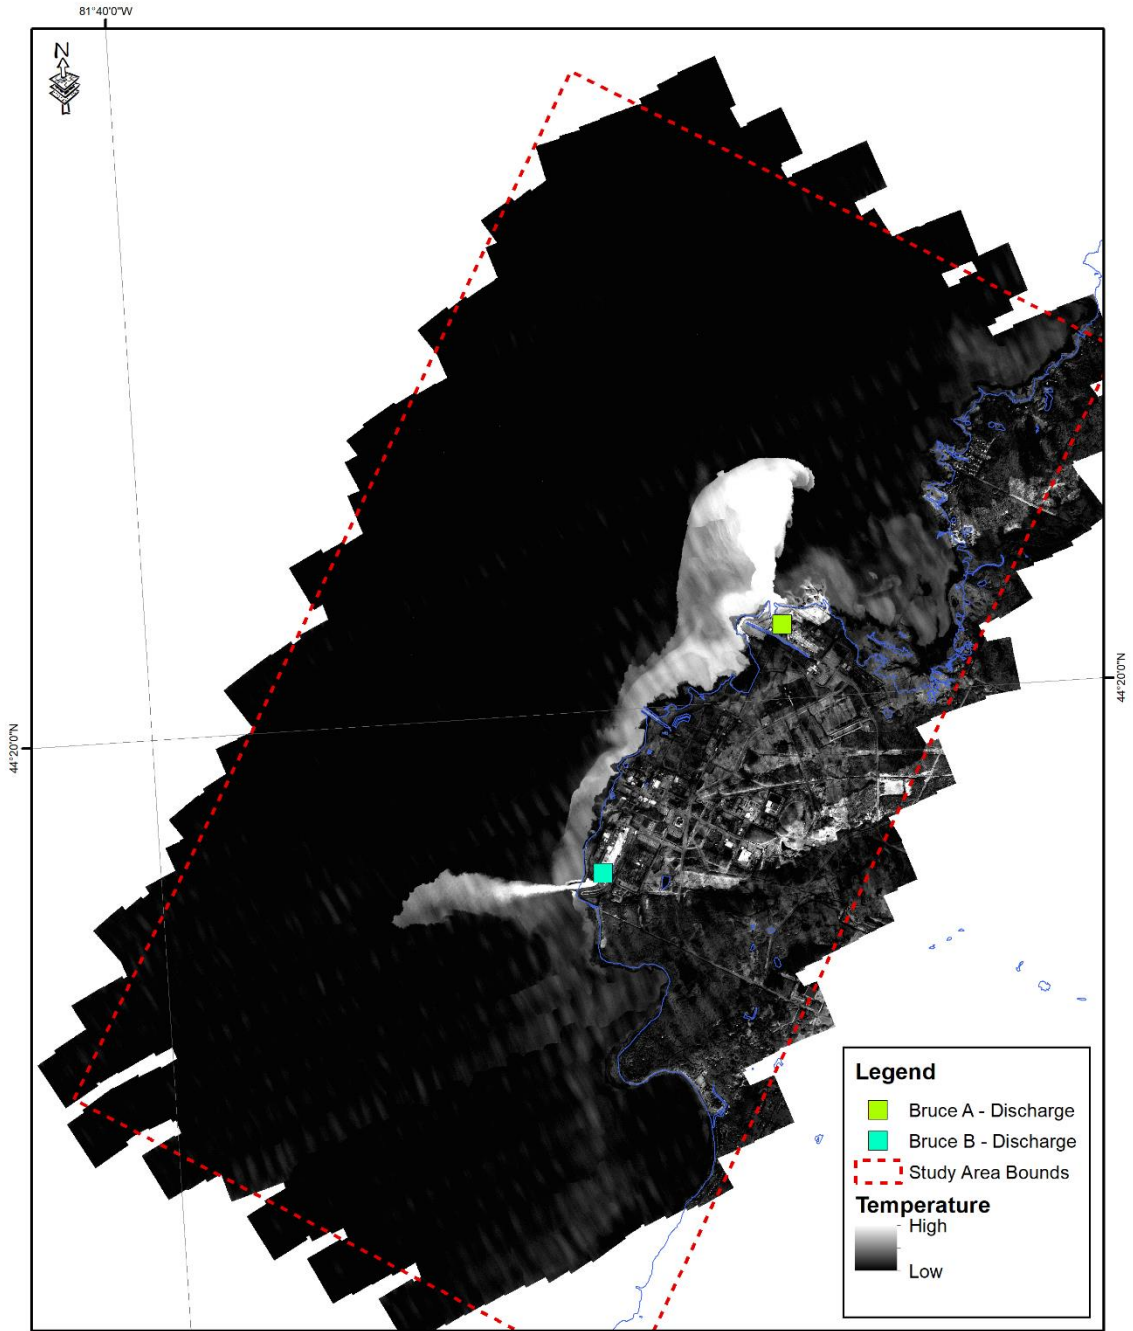 81°40'0"W
N
44°20'0"N
44°20'0"N
Legend
Bruce A - Discharge
Bruce B - Discharge
Study Area Bounds
Temperature
High
Low